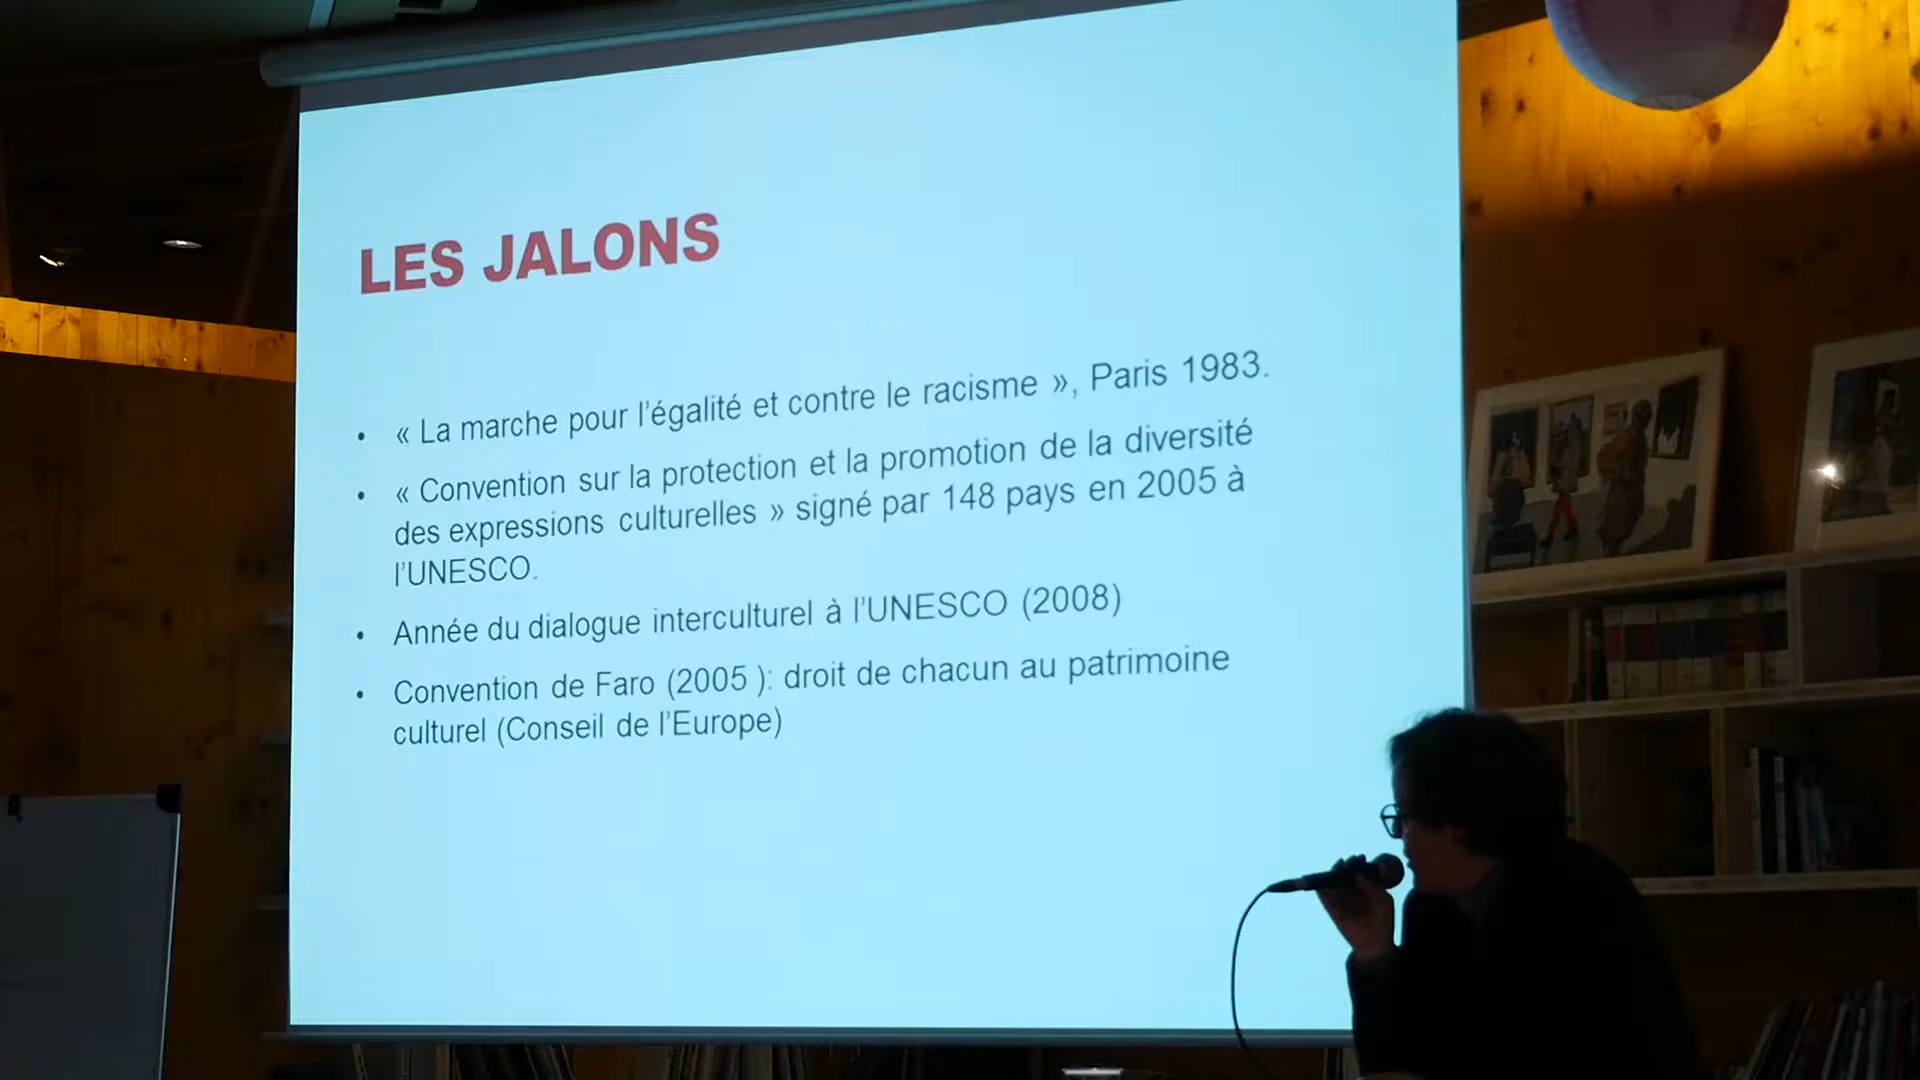 LES JALONS
• « La marche pour l'égalité et contre le racisme », Paris 1983.
• « Convention sur la protection et la promotion de la diversité
des expressions culturelles » signé par 148 pays en 2005 à
l'UNESCO.
• Année du dialogue interculturel à l'UNESCO (2008)
• Convention de Faro (2005 ): droit de chacun au patrimoine
culturel (Conseil de l'Europe)